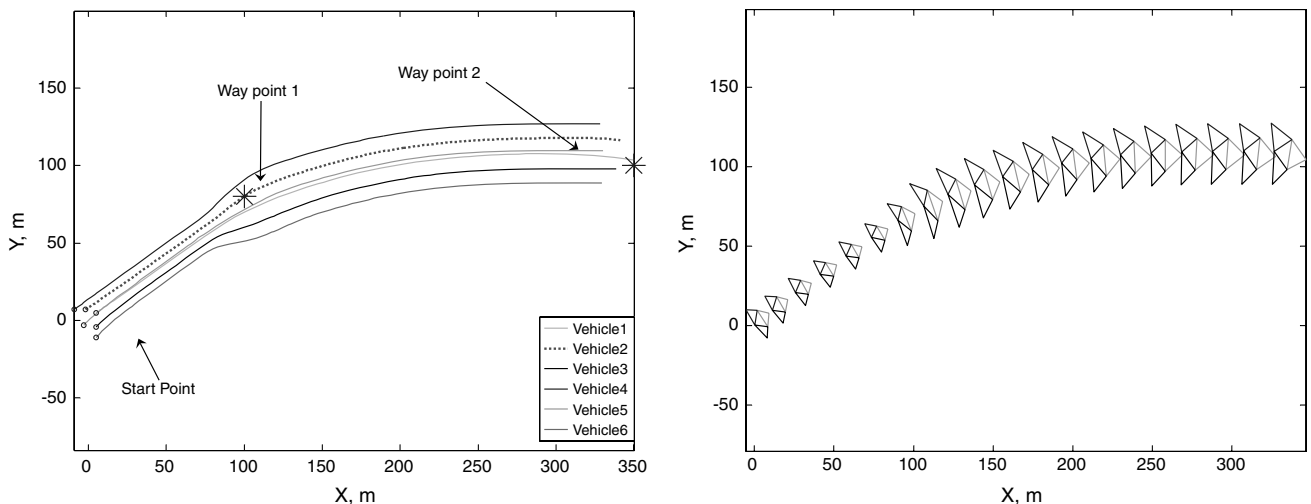 150
100
50
0
-50
Y, m
0
50
100
150
200
250
300
350
X, m
Way point 1
Way point 2
Start Point
Vehicle1
Vehicle2
Vehicle3
Vehicle4
Vehicle5
Vehicle6
150
100
50
0
-50
Y, m
0
50
100
150
200
250
300
X, m